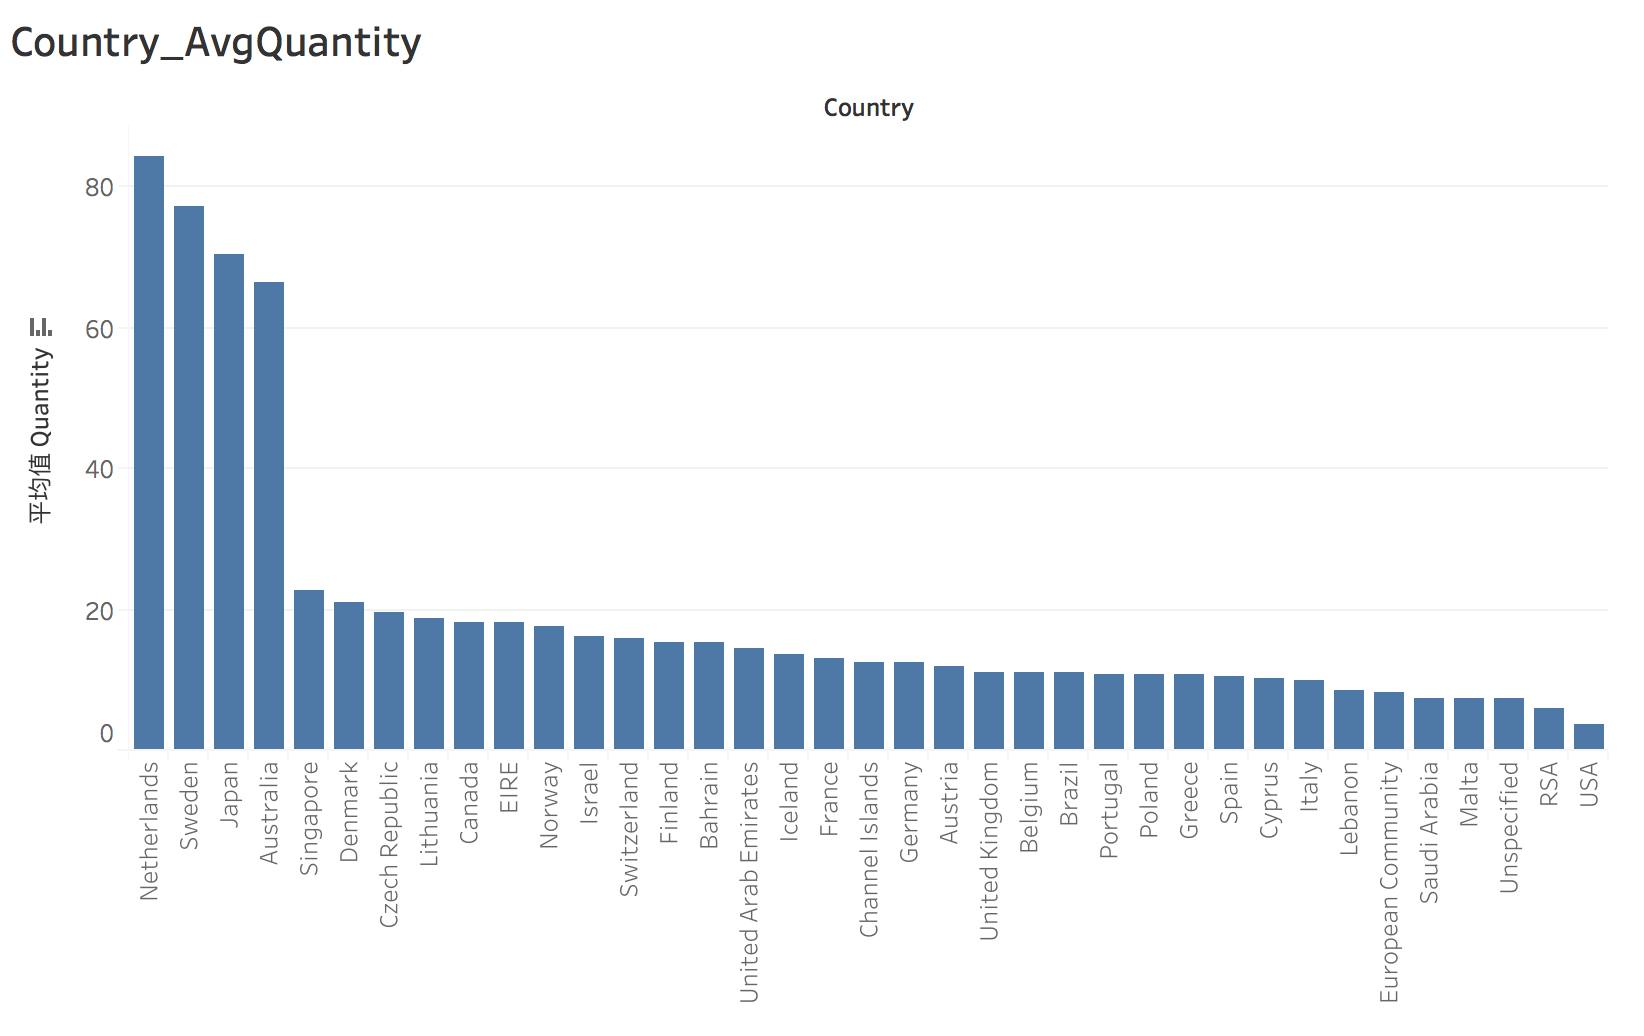 Country_AvgQuantity
Country
平均值 Quantity
80
60
40
20
0
Netherlands
Sweden
Japan
Australia
Singapore
Denmark
Czech Republic
Lithuania
Canada
EIRE
Norway
Israel
Switzerland
Finland
Bahrain
United Arab Emirates
Iceland
France
Channel Islands
Germany
Austria
United Kingdom
Belgium
Brazil
Portugal
Poland
Greece
Spain
Cyprus
Italy
Lebanon
European Community
Saudi Arabia
Malta
Unspecified
RSA
USA